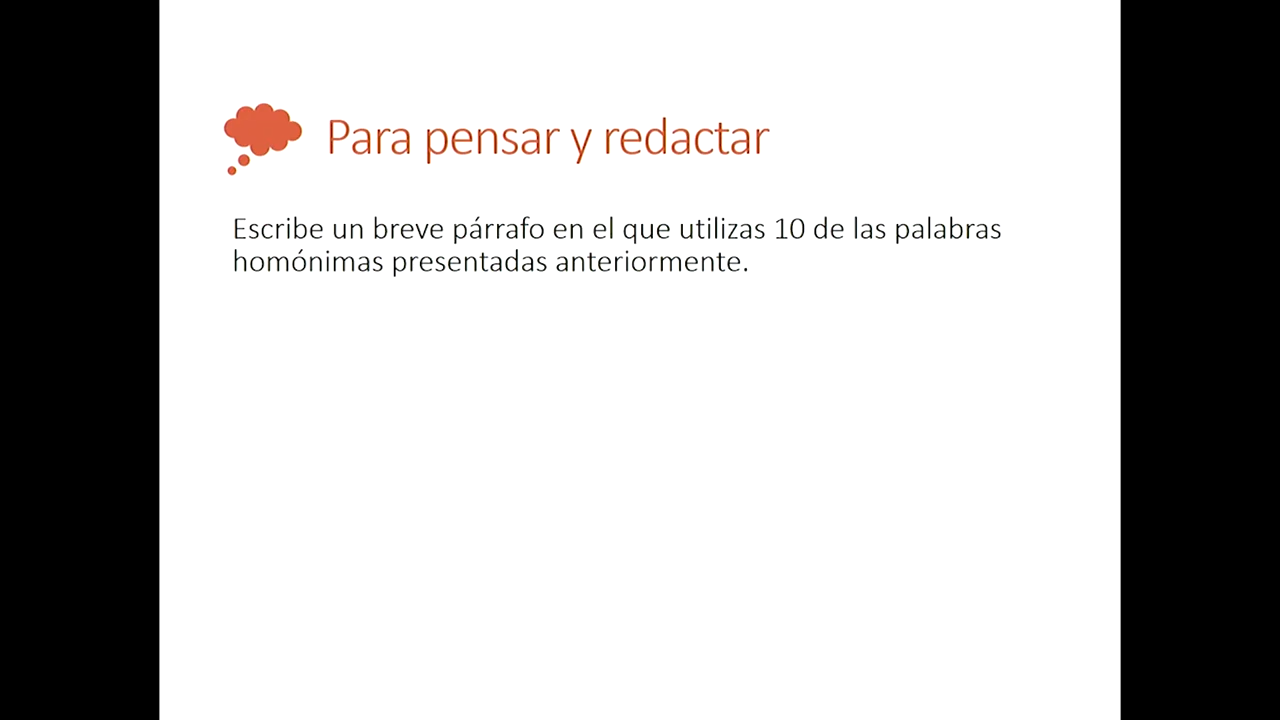 Para pensar y redactar
Escribe un breve párrafo en el que utilizas 10 de las palabras
homónimas presentadas anteriormente.